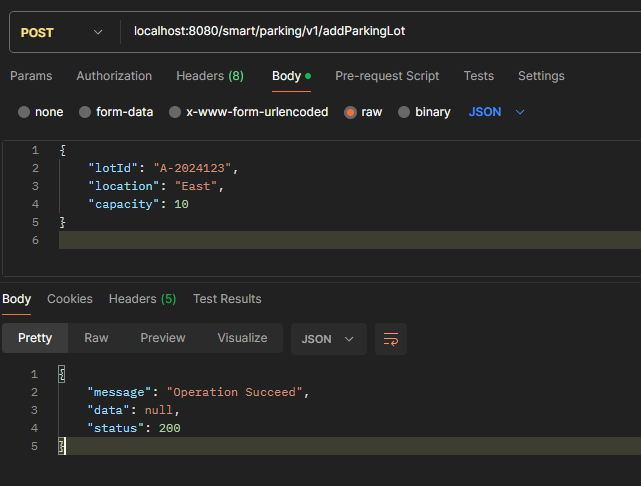 POST localhost:8080/smart/parking/v1/addParkingLot
Params Authorization Headers (8) Body Pre-request Script Tests Settings
none form-data x-www-form-urlencoded raw binary JSON
1 {
2 "lotId": "A-2024123",
3 "location": "East",
4 "capacity": 10
5 }
6
Body Cookies Headers (5) Test Results
Pretty Raw Preview Visualize JSON
1 {
2 "message": "Operation Succeed",
3 "data": null,
4 "status": 200
5 }